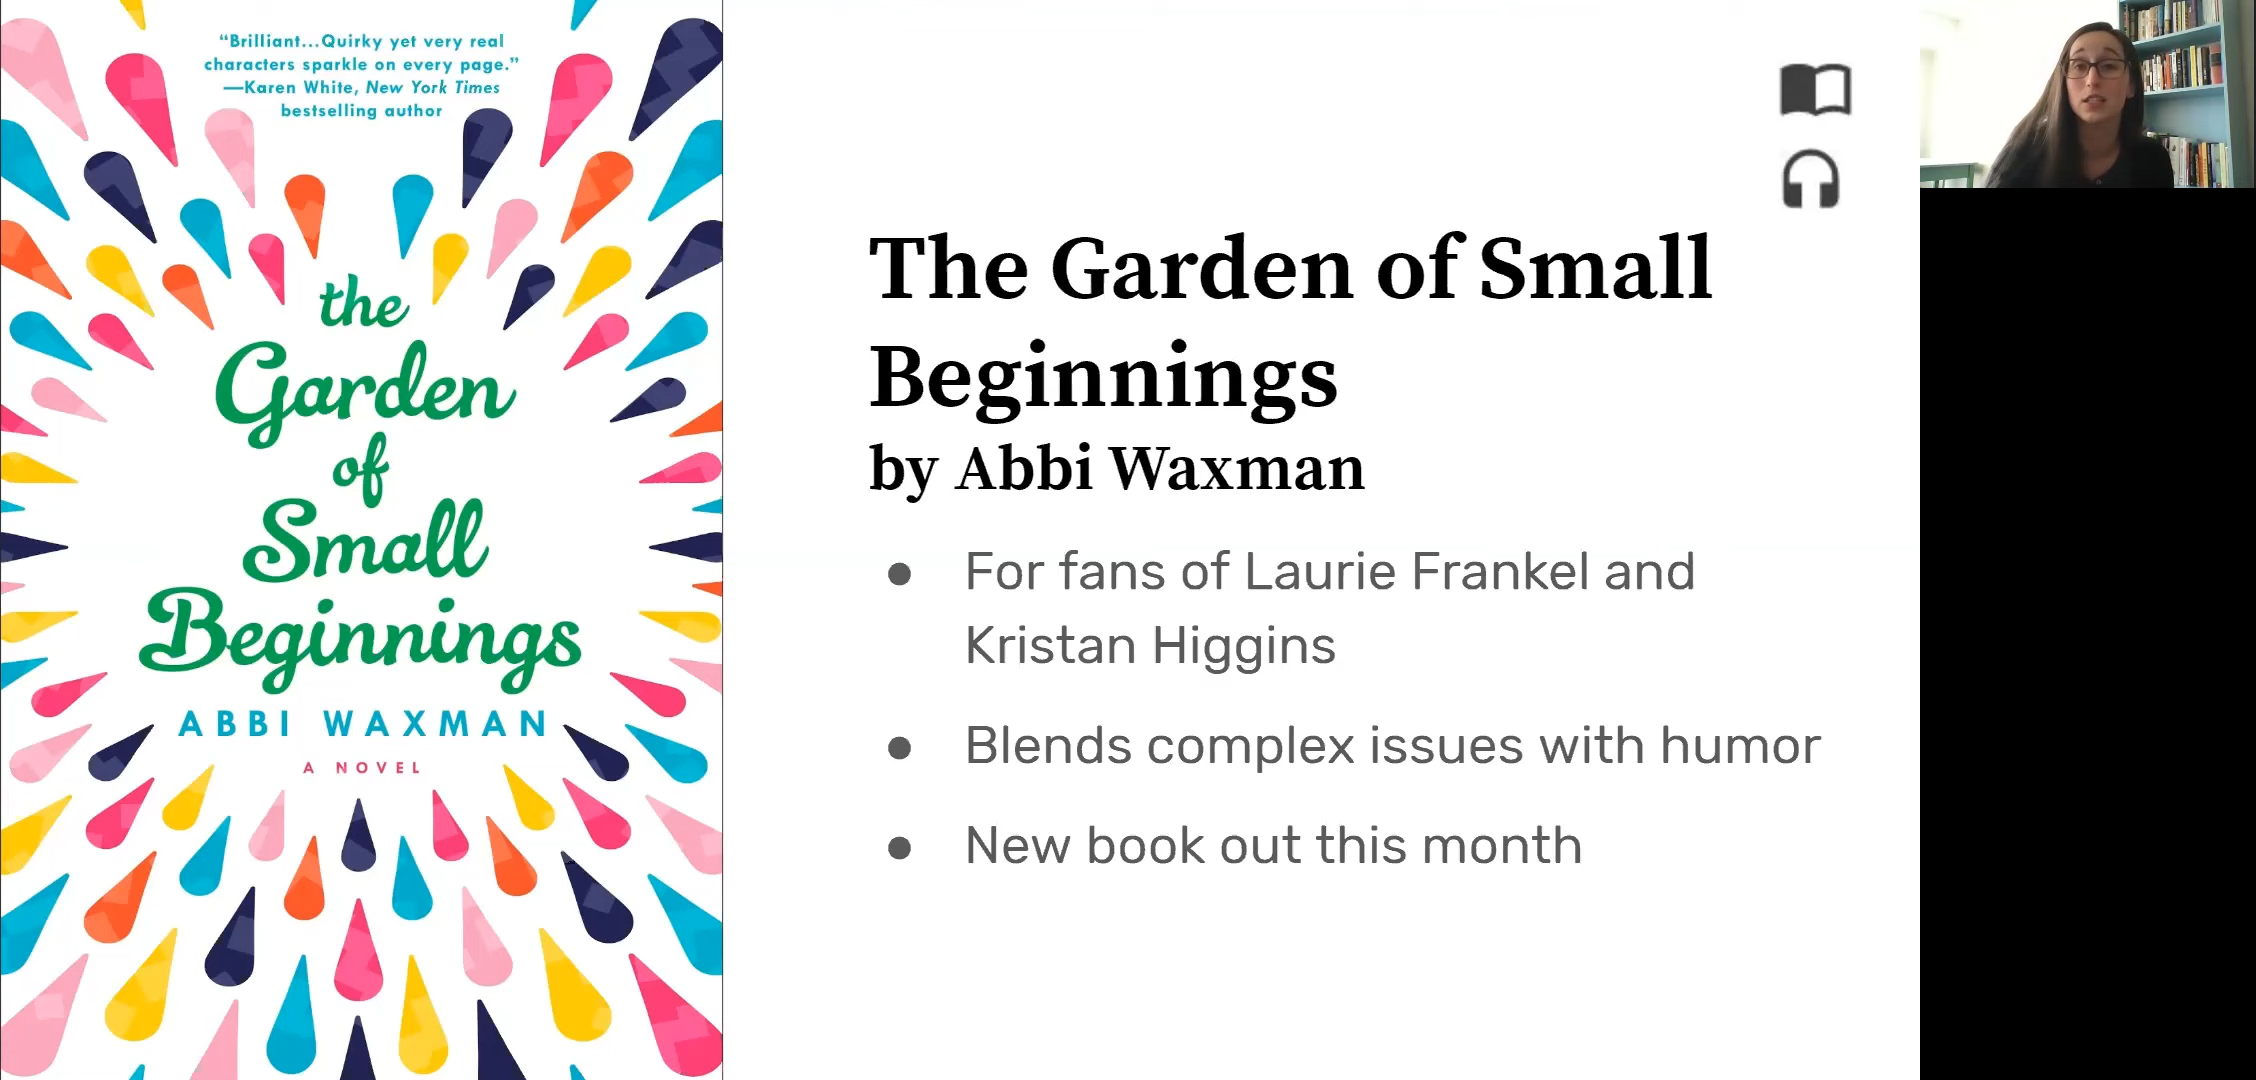 “Brilliant...Quirky yet very real
characters sparkle on every page.”
—Karen White, New York Times
bestselling author
the
Garden
of
Small
Beginnings
ABBI WAXMAN
A NOVEL
The Garden of Small
Beginnings
by Abbi Waxman
● For fans of Laurie Frankel and
Kristan Higgins
● Blends complex issues with humor
● New book out this month